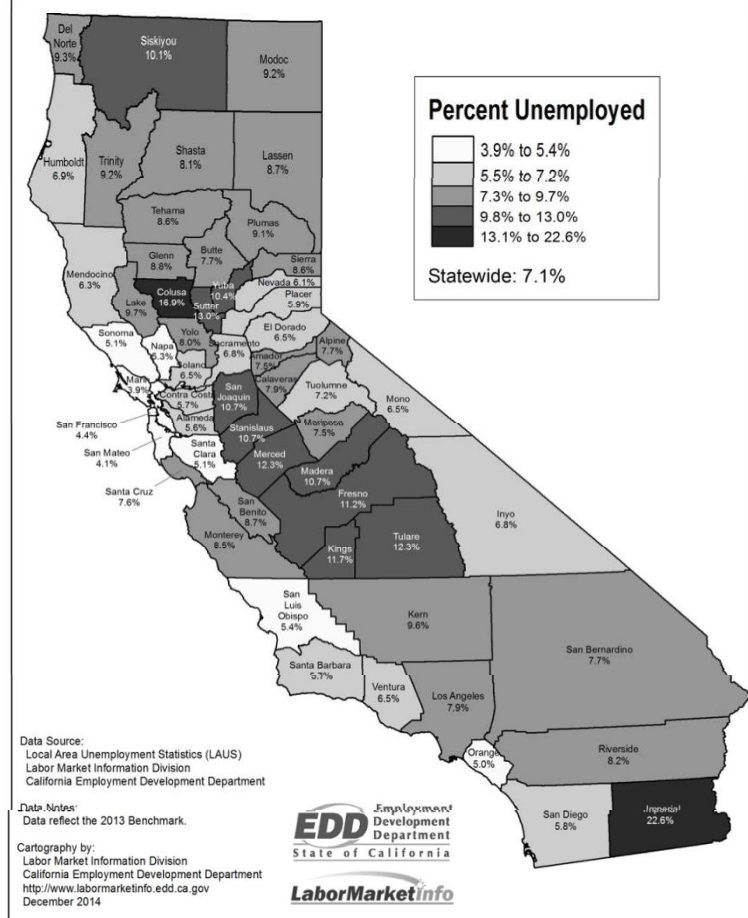 Del
Norte
9.3%
Siskiyou
10.1%
Modoc
9.2%
Humboldt
6.9%
Trinity
9.2%
Shasta
8.1%
Lassen
8.7%
Tehama
8.6%
Plumas
9.1%
Mendocino
6.3%
Glenn
8.8%
Butte
7.7%
Sierra
8.6%
Nevada 6.1%
Placer
5.9%
Yuba
10.4%
Colusa
16.9%
Sutter
13.0%
Lake
9.7%
El Dorado
6.5%
Sonoma
5.1%
Napa
5.3%
Yolo
8.0%
Sacramento
6.8%
Alpine
7.7%
Amador
7.5%
Solano
6.5%
Marin
3.9%
Calaveras
7.9%
Tuolumne
7.2%
Mono
6.5%
Contra Costa
5.7%
San
Joaquin
10.7%
San Francisco
4.4%
Alameda
5.6%
Stanislaus
10.7%
Mariposa
7.5%
San Mateo
4.1%
Santa
Clara
5.1%
Merced
12.3%
Madera
10.7%
Santa Cruz
7.6%
San
Benito
8.7%
Fresno
11.2%
Inyo
6.8%
Monterey
8.5%
Kings
11.7%
Tulare
12.3%
San
Luis
Obispo
5.4%
Kern
9.6%
San Bernardino
7.7%
Santa Barbara
Ventura
6.5%
Los Angeles
7.9%
Orange
5.0%
Riverside
8.2%
San Diego
5.8%
Imperial
22.6%
Percent Unemployed
3.9% to 5.4%
5.5% to 7.2%
7.3% to 9.7%
9.8% to 13.0%
13.1% to 22.6%
Statewide: 7.1%
Data Source:
Local Area Unemployment Statistics (LAUS)
Labor Market Information Division
California Employment Development Department
Data Notes:
Data reflect the 2013 Benchmark.
Cartography by:
Labor Market Information Division
California Employment Development Department
http://www.labormarketinfo.edd.ca.gov
December 2014
EDD Employment
Development
Department
State of California
LaborMarketInfo